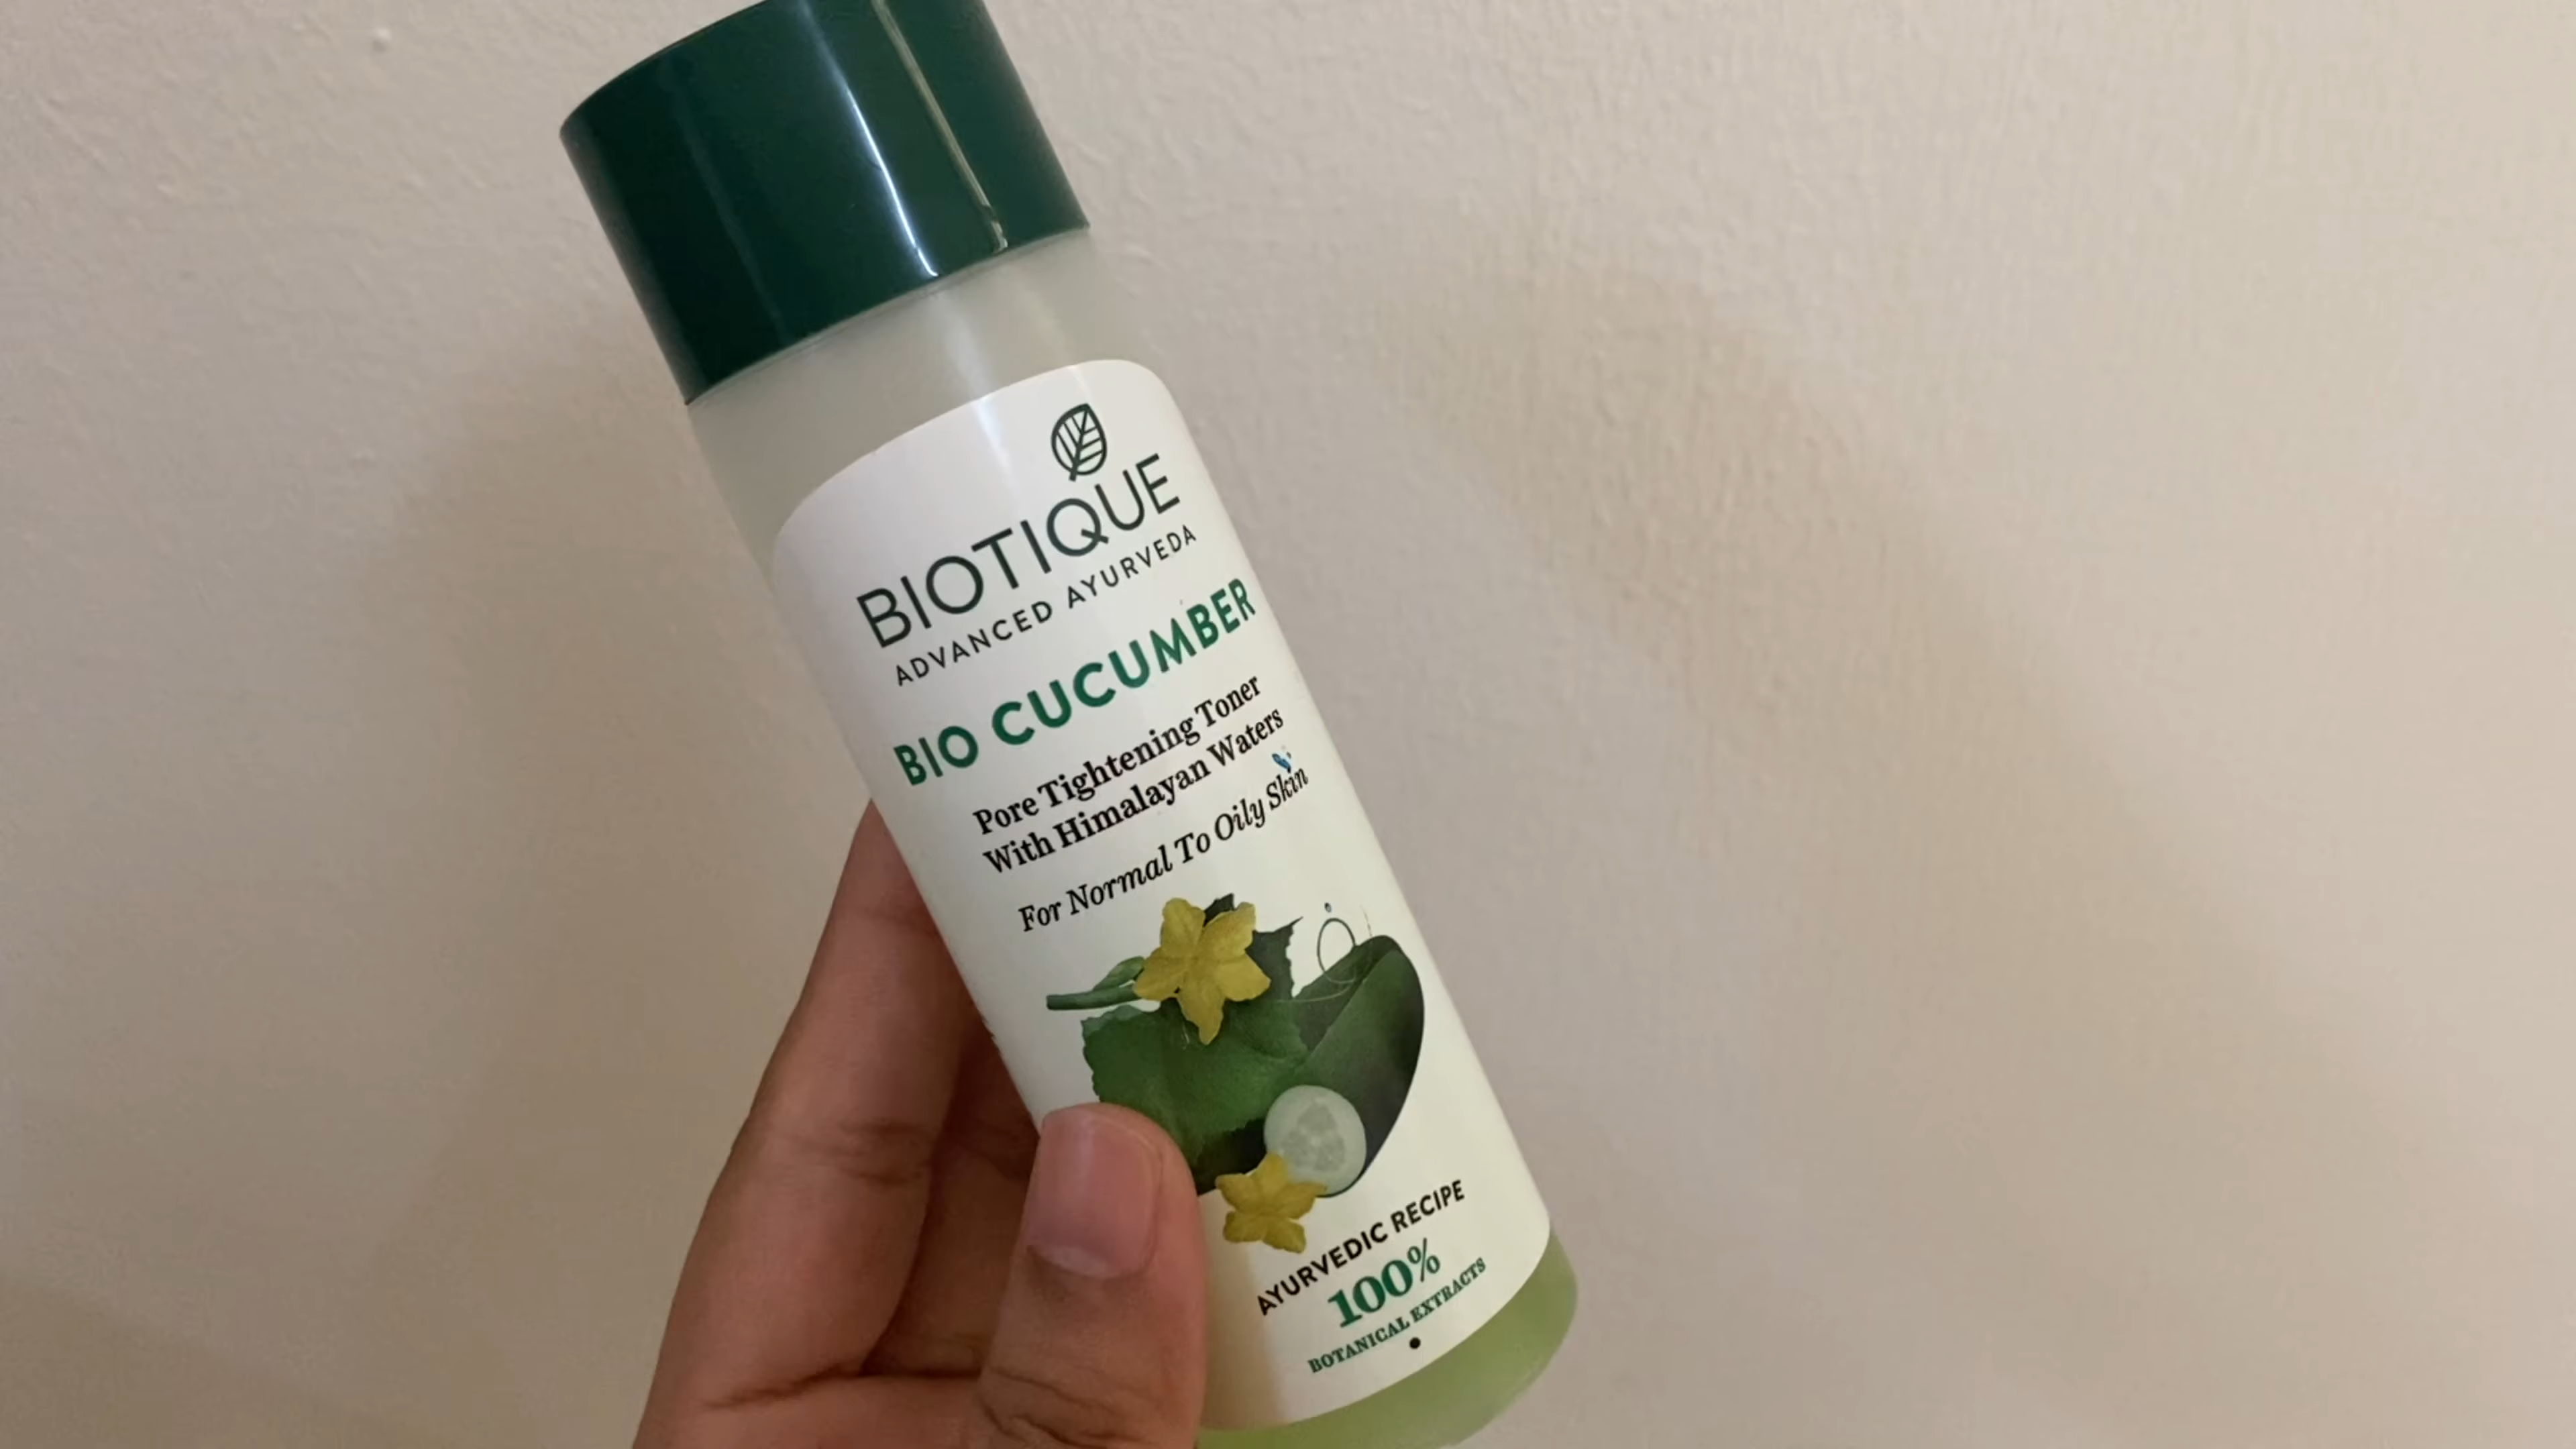 BIOTIQUE
ADVANCED AYURVEDA
BIO CUCUMBER
Pore Tightening Toner
With Himalayan Waters
For Normal To Oily Skin
AYURVEDIC RECIPE
100%
BOTANICAL EXTRACTS